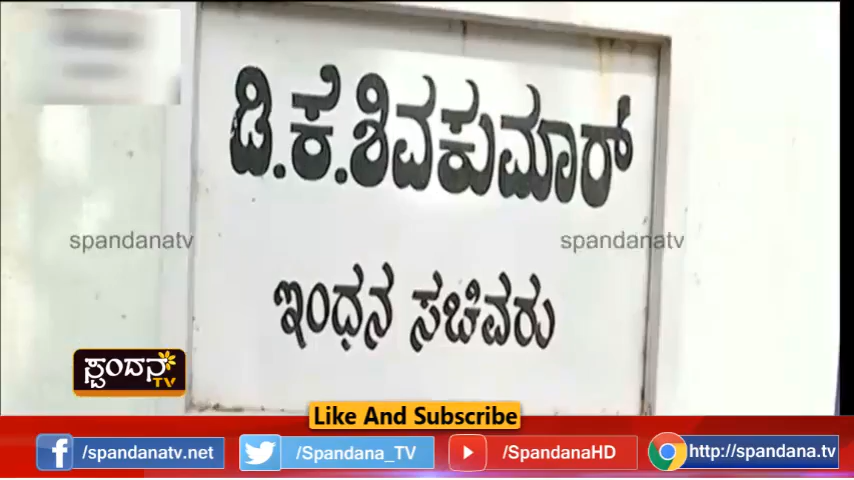 ಡಿ.ಕೆ.ಶಿವಕುಮಾರ್
spandanatv spandanatv
ಇಂಧನ ಸಚಿವರು
ಸ್ಪಂದನ TV
Like And Subscribe
/spandanatv.net /Spandana_TV /SpandanaHD http://spandana.tv